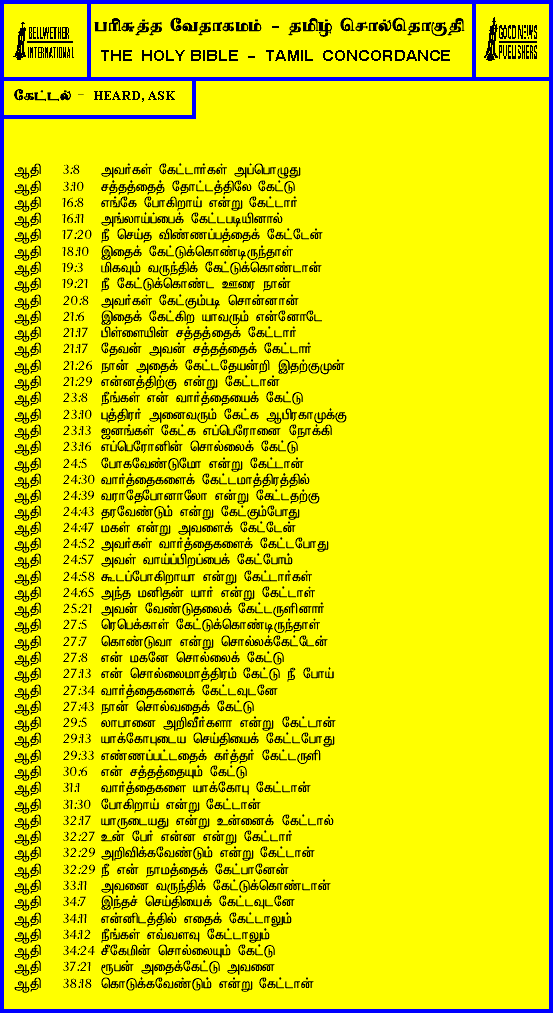 BELLWETHER
INTERNATIONAL
பரிசுத்த வேதாகமம் - தமிழ் சொல்தொகுதி
THE HOLY BIBLE - TAMIL CONCORDANCE
GOOD NEWS
PUBLISHERS
கேட்டல் - HEARD, ASK
ஆதி 3:8 அவர்கள் கேட்டார்கள் அப்பொழுது
ஆதி 3:10 சத்தத்தைத் தோட்டத்திலே கேட்டு
ஆதி 16:8 எங்கே போகிறாய் என்று கேட்டார்
ஆதி 16:11 அங்லாய்ப்பைக் கேட்டபடியினால்
ஆதி 17:20 நீ செய்த விண்ணப்பத்தைக் கேட்டேன்
ஆதி 18:10 இதைக் கேட்டுக்கொண்டிருந்தாள்
ஆதி 19:3 மிகவும் வருந்திக் கேட்டுக்கொண்டான்
ஆதி 19:21 நீ கேட்டுக்கொண்ட ஊரை நான்
ஆதி 20:8 அவர்கள் கேட்கும்படி சொன்னான்
ஆதி 21:6 இதைக் கேட்கிற யாவரும் என்னோடே
ஆதி 21:17 பிள்ளையின் சத்தத்தைக் கேட்டார்
ஆதி 21:17 தேவன் அவன் சத்தத்தைக் கேட்டார்
ஆதி 21:26 நான் அதைக் கேட்டதேயன்றி இதற்குமுன்
ஆதி 21:29 என்னத்திற்கு என்று கேட்டான்
ஆதி 23:8 நீங்கள் என் வார்த்தையைக் கேட்டு
ஆதி 23:10 புத்திரர் அனைவரும் கேட்க ஆபிரகாமுக்கு
ஆதி 23:13 ஜனங்கள் கேட்க எப்பெரோனை நோக்கி
ஆதி 23:16 எப்பெரோனின் சொல்லைக் கேட்டு
ஆதி 24:5 போகவேண்டுமோ என்று கேட்டான்
ஆதி 24:30 வார்த்தைகளைக் கேட்டமாத்திரத்தில்
ஆதி 24:39 வராதேபோனாலோ என்று கேட்டதற்கு
ஆதி 24:43 தரவேண்டும் என்று கேட்கும்போது
ஆதி 24:47 மகள் என்று அவளைக் கேட்டேன்
ஆதி 24:52 அவர்கள் வார்த்தைகளைக் கேட்டபோது
ஆதி 24:57 அவள் வாய்ப்பிறப்பைக் கேட்போம்
ஆதி 24:58 கூடப்போகிறாயா என்று கேட்டார்கள்
ஆதி 24:65 அந்த மனிதன் யார் என்று கேட்டாள்
ஆதி 25:21 அவன் வேண்டுதலைக் கேட்டருளினார்
ஆதி 27:5 ரெபெக்காள் கேட்டுக்கொண்டிருந்தாள்
ஆதி 27:7 கொண்டுவா என்று சொல்லக்கேட்டேன்
ஆதி 27:8 என் மகனே சொல்லைக் கேட்டு
ஆதி 27:13 என் சொல்லைமாத்திரம் கேட்டு நீ போய்
ஆதி 27:34 வார்த்தைகளைக் கேட்டவுடனே
ஆதி 27:43 நான் சொல்வதைக் கேட்டு
ஆதி 29:5 லாபானை அறிவீர்களா என்று கேட்டான்
ஆதி 29:13 யாக்கோபுடைய செய்தியைக் கேட்டபோது
ஆதி 29:33 எண்ணப்பட்டதைக் கர்த்தர் கேட்டருளி
ஆதி 30:6 என் சத்தத்தையும் கேட்டு
ஆதி 31:1 வார்த்தைகளை யாக்கோபு கேட்டான்
ஆதி 31:30 போகிறாய் என்று கேட்டான்
ஆதி 32:17 யாருடையது என்று உன்னைக் கேட்டால்
ஆதி 32:27 உன் பேர் என்ன என்று கேட்டார்
ஆதி 32:29 அறிவிக்கவேண்டும் என்று கேட்டான்
ஆதி 32:29 நீ என் நாமத்தைக் கேட்பானேன்
ஆதி 33:11 அவனை வருந்திக் கேட்டுக்கொண்டான்
ஆதி 34:7 இந்தச் செய்தியைக் கேட்டவுடனே
ஆதி 34:11 என்னிடத்தில் எதைக் கேட்டாலும்
ஆதி 34:12 நீங்கள் எவ்வளவு கேட்டாலும்
ஆதி 34:24 சீகேமின் சொல்லையும் கேட்டு
ஆதி 37:21 ரூபன் அதைக்கேட்டு அவனை
ஆதி 38:18 கொடுக்கவேண்டும் என்று கேட்டான்